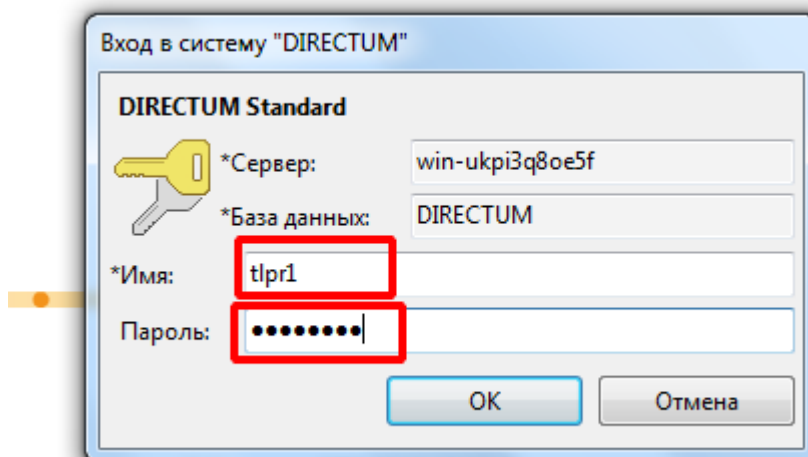 Вход в систему "DIRECTUM"
DIRECTUM Standard
*Сервер: win-ukpi3q8oe5f
*База данных: DIRECTUM
*Имя: tlpr1
Пароль: ●●●●●●●●
OK Отмена